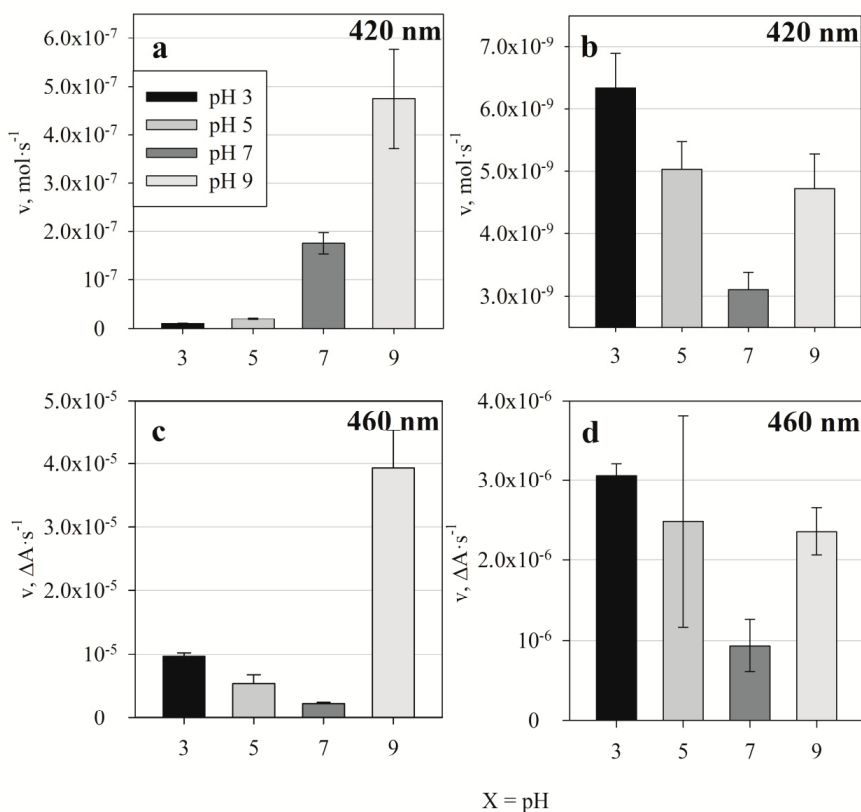 a
420 nm
v, mol·s⁻¹
6.0x10⁻⁷
5.0x10⁻⁷
4.0x10⁻⁷
3.0x10⁻⁷
2.0x10⁻⁷
10⁻⁷
0
pH 3
pH 5
pH 7
pH 9
3
5
7
9
b
420 nm
v, mol·s⁻¹
7.0x10⁻⁹
6.0x10⁻⁹
5.0x10⁻⁹
4.0x10⁻⁹
3.0x10⁻⁹
3
5
7
9
c
460 nm
v, ΔA·s⁻¹
5.0x10⁻⁵
4.0x10⁻⁵
3.0x10⁻⁵
2.0x10⁻⁵
10⁻⁵
0
3
5
7
9
d
460 nm
v, ΔA·s⁻¹
4.0x10⁻⁶
3.0x10⁻⁶
2.0x10⁻⁶
10⁻⁶
0
3
5
7
9
X = pH